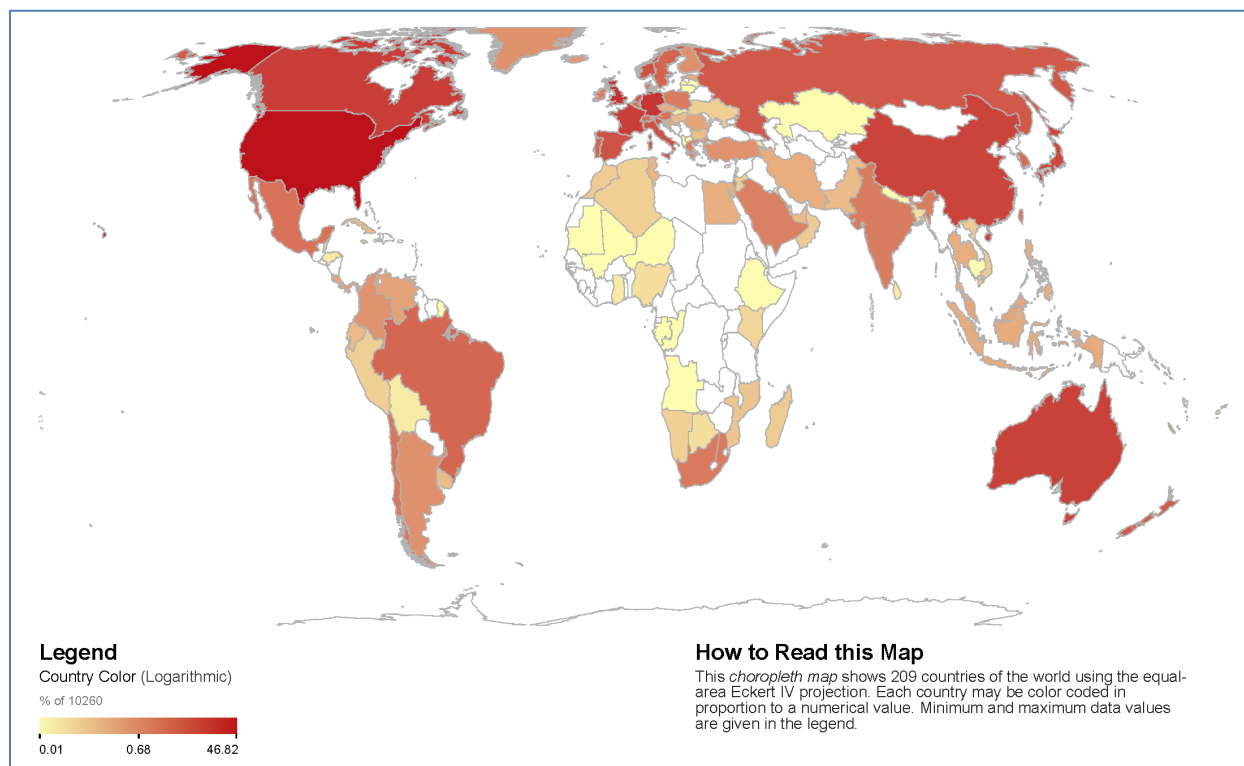 Legend
Country Color (Logarithmic)
% of 10260
0.01 0.68 46.82
How to Read this Map
This choropleth map shows 209 countries of the world using the equal-
area Eckert IV projection. Each country may be color coded in
proportion to a numerical value. Minimum and maximum data values
are given in the legend.